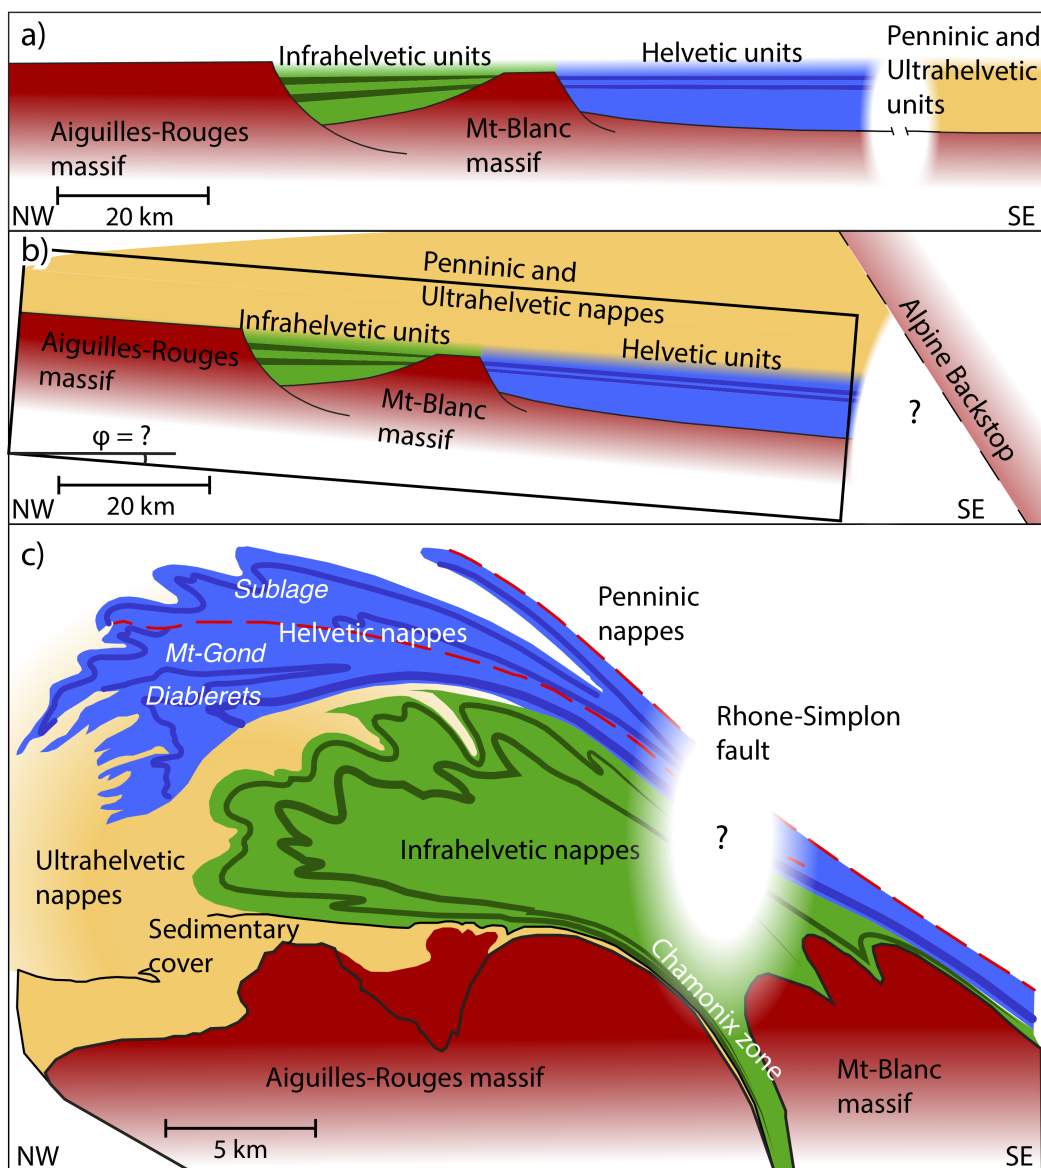 a)
Infrahelvetic units
Helvetic units
Penninic and
Ultrahelvetic
units
Aiguilles-Rouges
massif
Mt-Blanc
massif
20 km
NW
SE
b)
Penninic and
Ultrahelvetic nappes
Infrahelvetic units
Helvetic units
Aiguilles-Rouges
massif
Mt-Blanc
massif
Alpine Backstop
?
φ = ?
20 km
NW
SE
c)
Sublage
Helvetic nappes
Mt-Gond
Diablerets
Penninic
nappes
Rhone-Simplon
fault
?
Infrahelvetic nappes
Ultrahelvetic
nappes
Sedimentary
cover
Chamonix zone
Aiguilles-Rouges massif
Mt-Blanc
massif
5 km
NW
SE